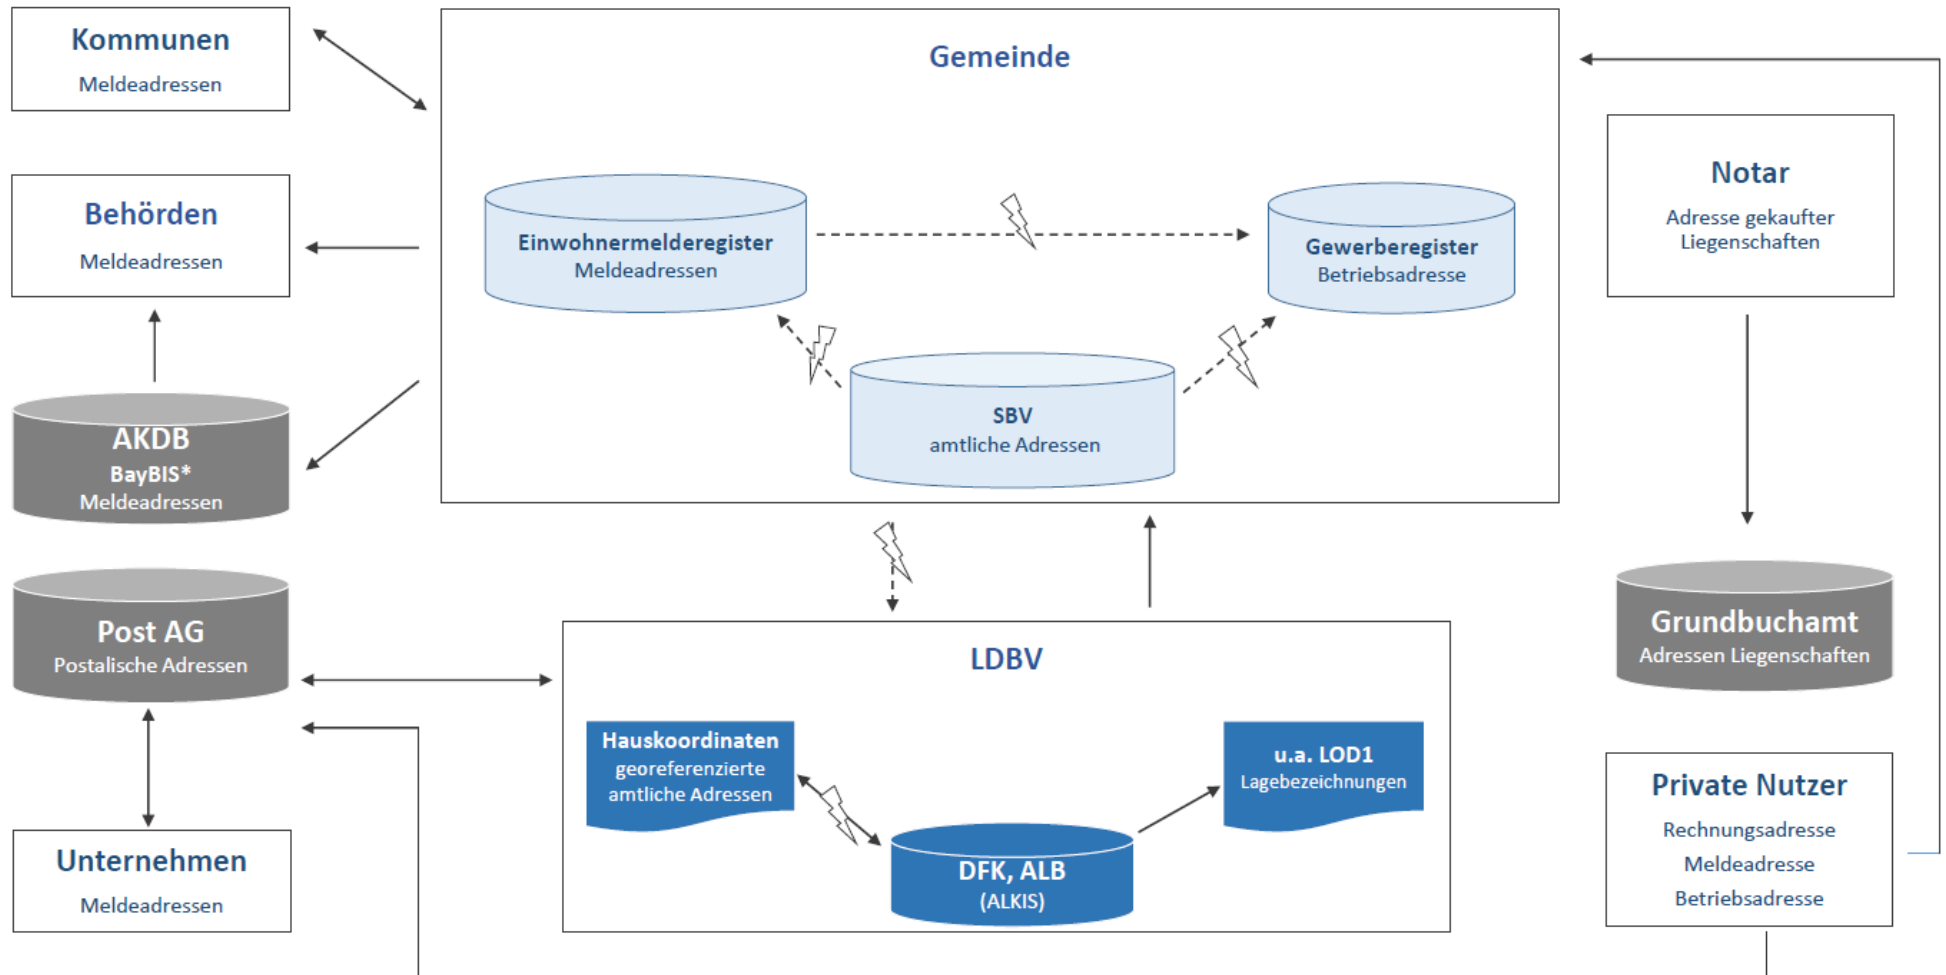 Kommunen
Meldeadressen
Behörden
Meldeadressen
AKDB
BayBIS*
Meldeadressen
Post AG
Postalische Adressen
Unternehmen
Meldeadressen
Gemeinde
Einwohnermelderegister
Meldeadressen
Gewerberegister
Betriebsadresse
SBV
amtliche Adressen
LDBV
Hauskoordinaten
georeferenzierte
amtliche Adressen
u.a. LOD1
Lagebezeichnungen
DFK, ALB
(ALKIS)
Notar
Adresse gekaufter
Liegenschaften
Grundbuchamt
Adressen Liegenschaften
Private Nutzer
Rechnungsadresse
Meldeadresse
Betriebsadresse